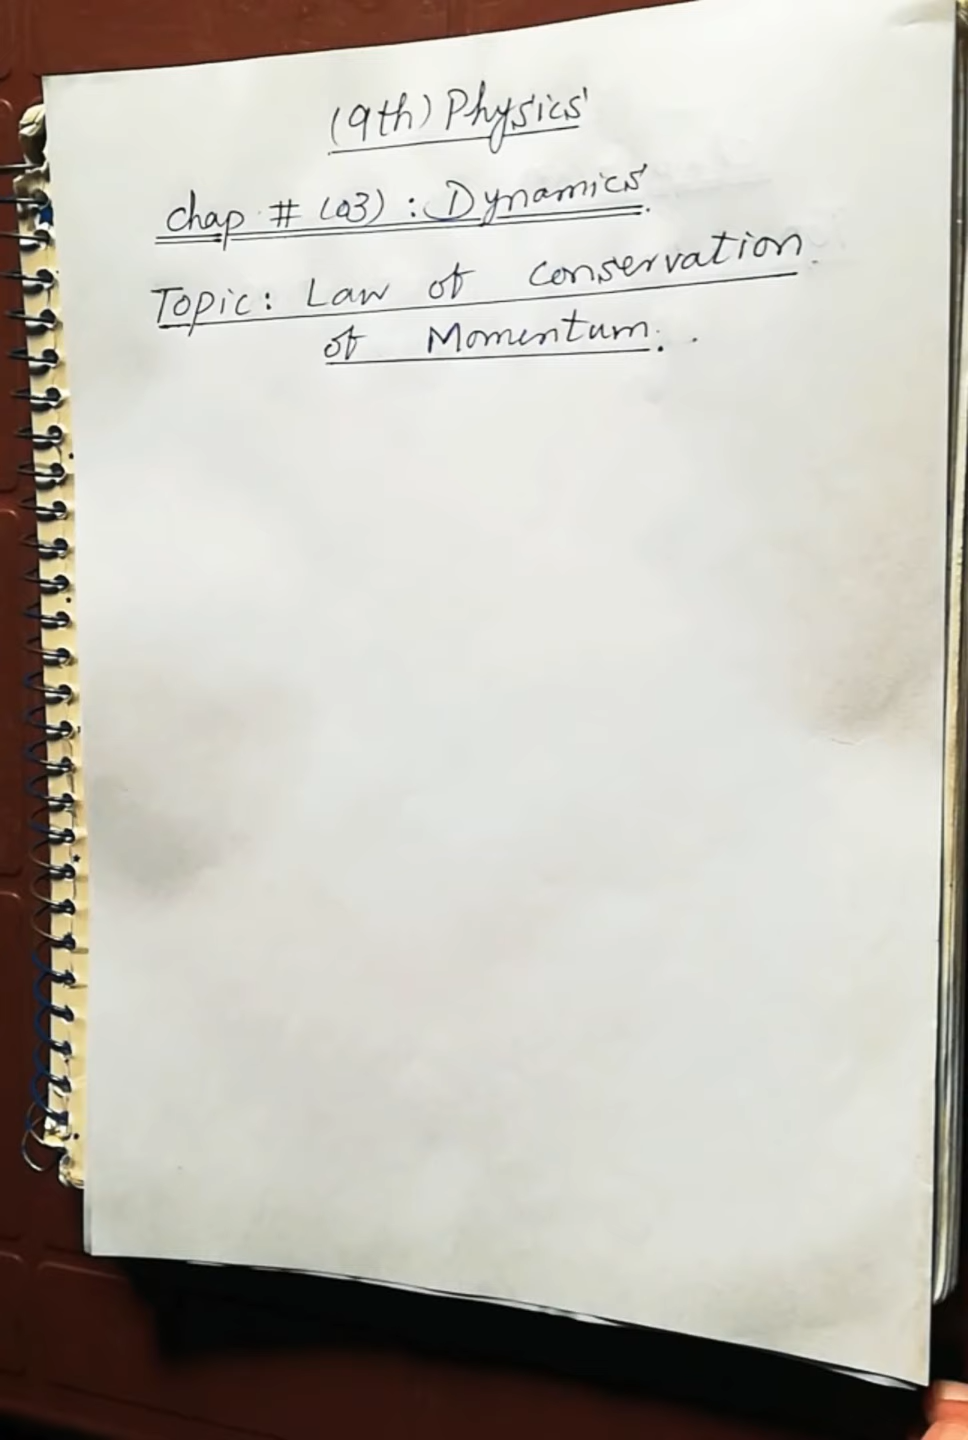 (9th) Physics
Chap # (03) : Dynamics.
Topic: Law of Conservation.
of Momentum.